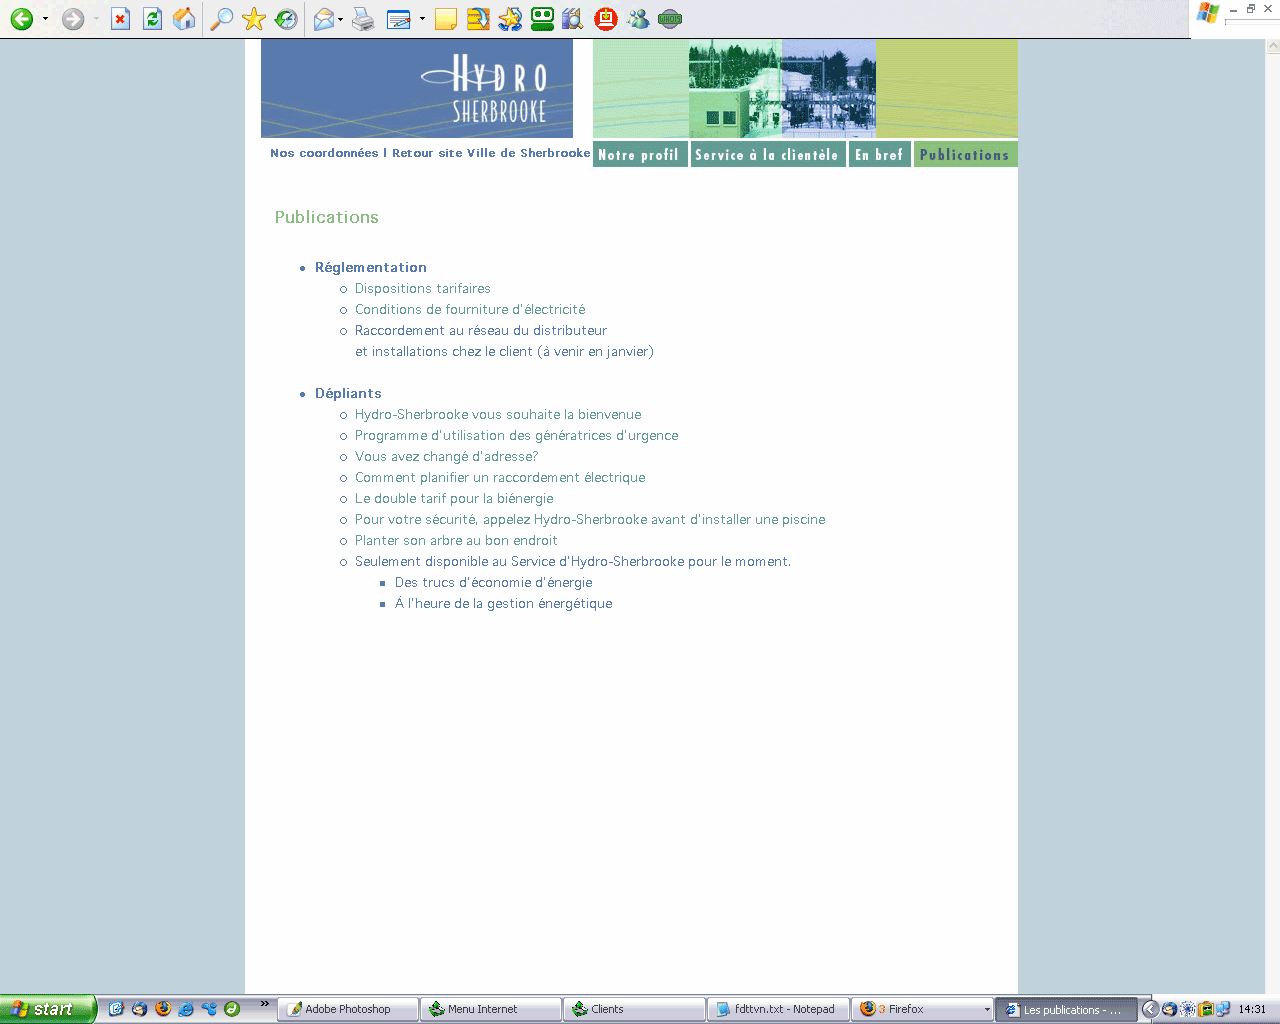 HYDRO
SHERBROOKE
Nos coordonnées | Retour site Ville de Sherbrooke
Notre profil
Service à la clientèle
En bref
Publications
Publications
Réglementation
Dispositions tarifaires
Conditions de fourniture d'électricité
Raccordement au réseau du distributeur
et installations chez le client (à venir en janvier)
Dépliants
Hydro-Sherbrooke vous souhaite la bienvenue
Programme d'utilisation des génératrices d'urgence
Vous avez changé d'adresse?
Comment planifier un raccordement électrique
Le double tarif pour la biénergie
Pour votre sécurité, appelez Hydro-Sherbrooke avant d'installer une piscine
Planter son arbre au bon endroit
Seulement disponible au Service d'Hydro-Sherbrooke pour le moment.
Des trucs d'économie d'énergie
À l'heure de la gestion énergétique
start
Adobe Photoshop
Menu Internet
Clients
fdttvn.txt - Notepad
3 Firefox
Les publications - ...
14:31